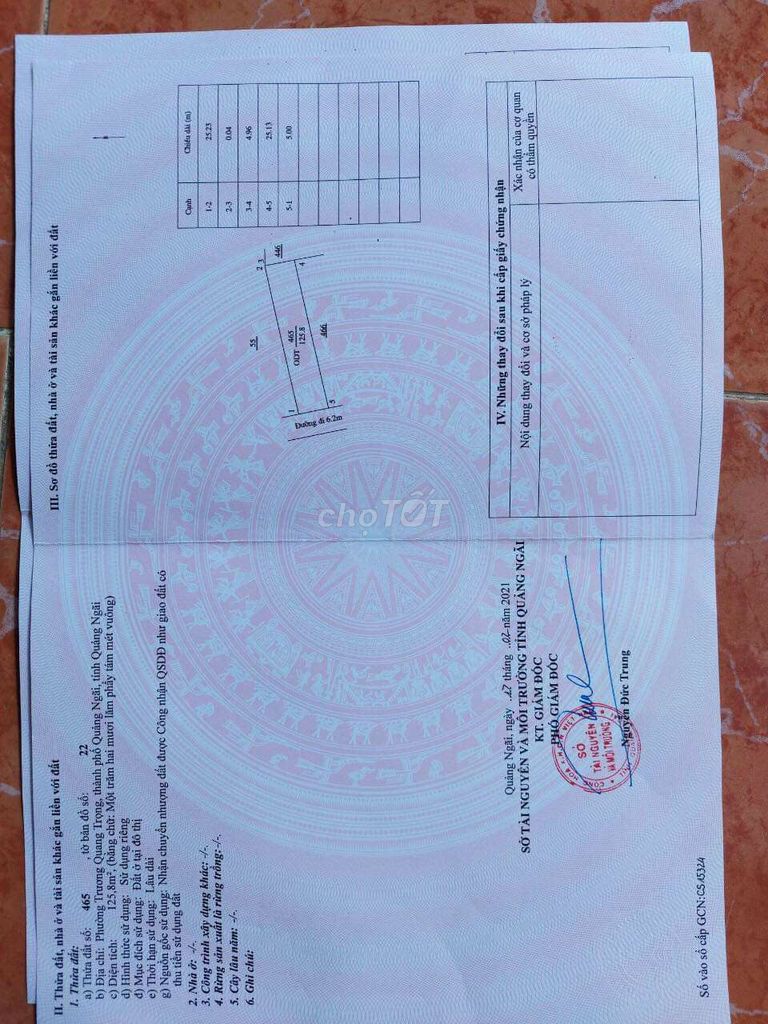 II. Thửa đất, nhà ở và tài sản khác gắn liền với đất
1. Thửa đất:
a) Thửa đất số: 465 , tờ bản đồ số: 22
b) Địa chỉ: Phường Trương Quang Trọng, thành phố Quảng Ngãi, tỉnh Quảng Ngãi
c) Diện tích: 125,8m², (bằng chữ: Một trăm hai mươi lăm phẩy tám mét vuông)
d) Hình thức sử dụng: Sử dụng riêng
đ) Mục đích sử dụng: Đất ở tại đô thị
e) Thời hạn sử dụng: Lâu dài
g) Nguồn gốc sử dụng: Nhận chuyển nhượng đất được Công nhận QSDĐ như giao đất có
thu tiền sử dụng đất
2. Nhà ở: -/-.
3. Công trình xây dựng khác: -/-.
4. Rừng sản xuất là rừng trồng: -/-.
5. Cây lâu năm: -/-.
6. Ghi chú:
Quảng Ngãi, ngày ..17 tháng ..02 năm 2021
SỞ TÀI NGUYÊN VÀ MÔI TRƯỜNG TỈNH QUẢNG NGÃI
KT. GIÁM ĐỐC
PHÓ GIÁM ĐỐC
SỞ
TÀI NGUYÊN
VÀ MÔI TRƯỜNG
Nguyễn Đức Trung
Số vào sổ cấp GCN: CS15324
III. Sơ đồ thửa đất, nhà ở và tài sản khác gắn liền với đất
55
2
3
446
465
ODT
125.8
1
4
466
5
Đường đi 6.2m
Cạnh Chiều dài (m)
1-2 25.23
2-3 0.04
3-4 4.96
4-5 25.13
5-1 5.00
IV. Những thay đổi sau khi cấp giấy chứng nhận
Nội dung thay đổi và cơ sở pháp lý
Xác nhận của cơ quan
có thẩm quyền
chợTỐT